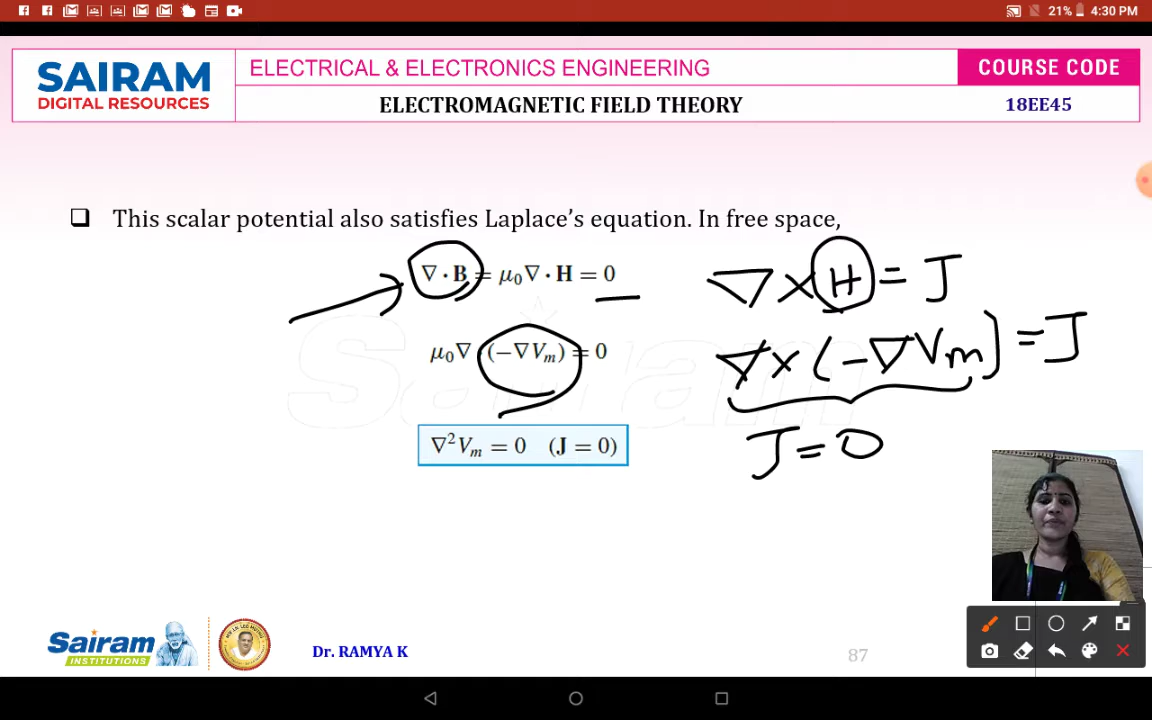 21% 4:30 PM
SAIRAM
DIGITAL RESOURCES
ELECTRICAL & ELECTRONICS ENGINEERING
COURSE CODE
ELECTROMAGNETIC FIELD THEORY
18EE45
❑ This scalar potential also satisfies Laplace's equation. In free space,
∇ · B = μ₀∇ · H = 0
∇ × H = J
μ₀∇ · (−∇Vₘ) = 0
∇ × (−∇Vₘ) = J
∇²Vₘ = 0 (J = 0)
J = 0
Sairam
Sairam
INSTITUTIONS
Dr. RAMYA K
87